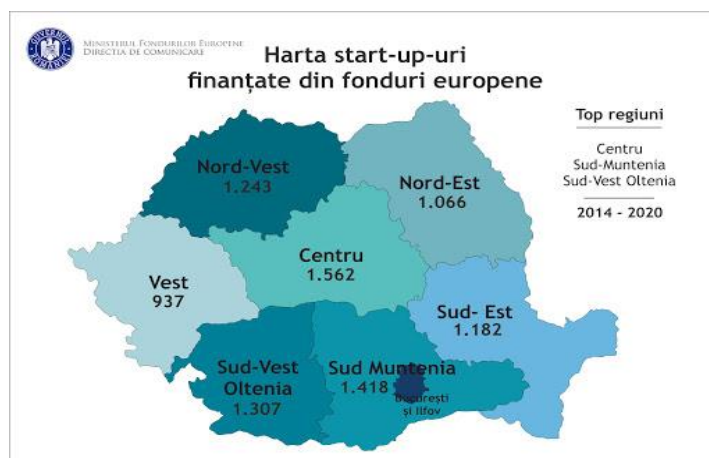 GUVERNUL ROMÂNIEI
MINISTERUL FONDURILOR EUROPENE
DIRECȚIA DE COMUNICARE
Harta start-up-uri
finanțate din fonduri europene
Top regiuni
Centru
Sud-Muntenia
Sud-Vest Oltenia
2014 - 2020
Nord-Vest
1.243
Nord-Est
1.066
Centru
1.562
Vest
937
Sud- Est
1.182
Sud-Vest
Oltenia
1.307
Sud Muntenia
1.418
București
și Ilfov